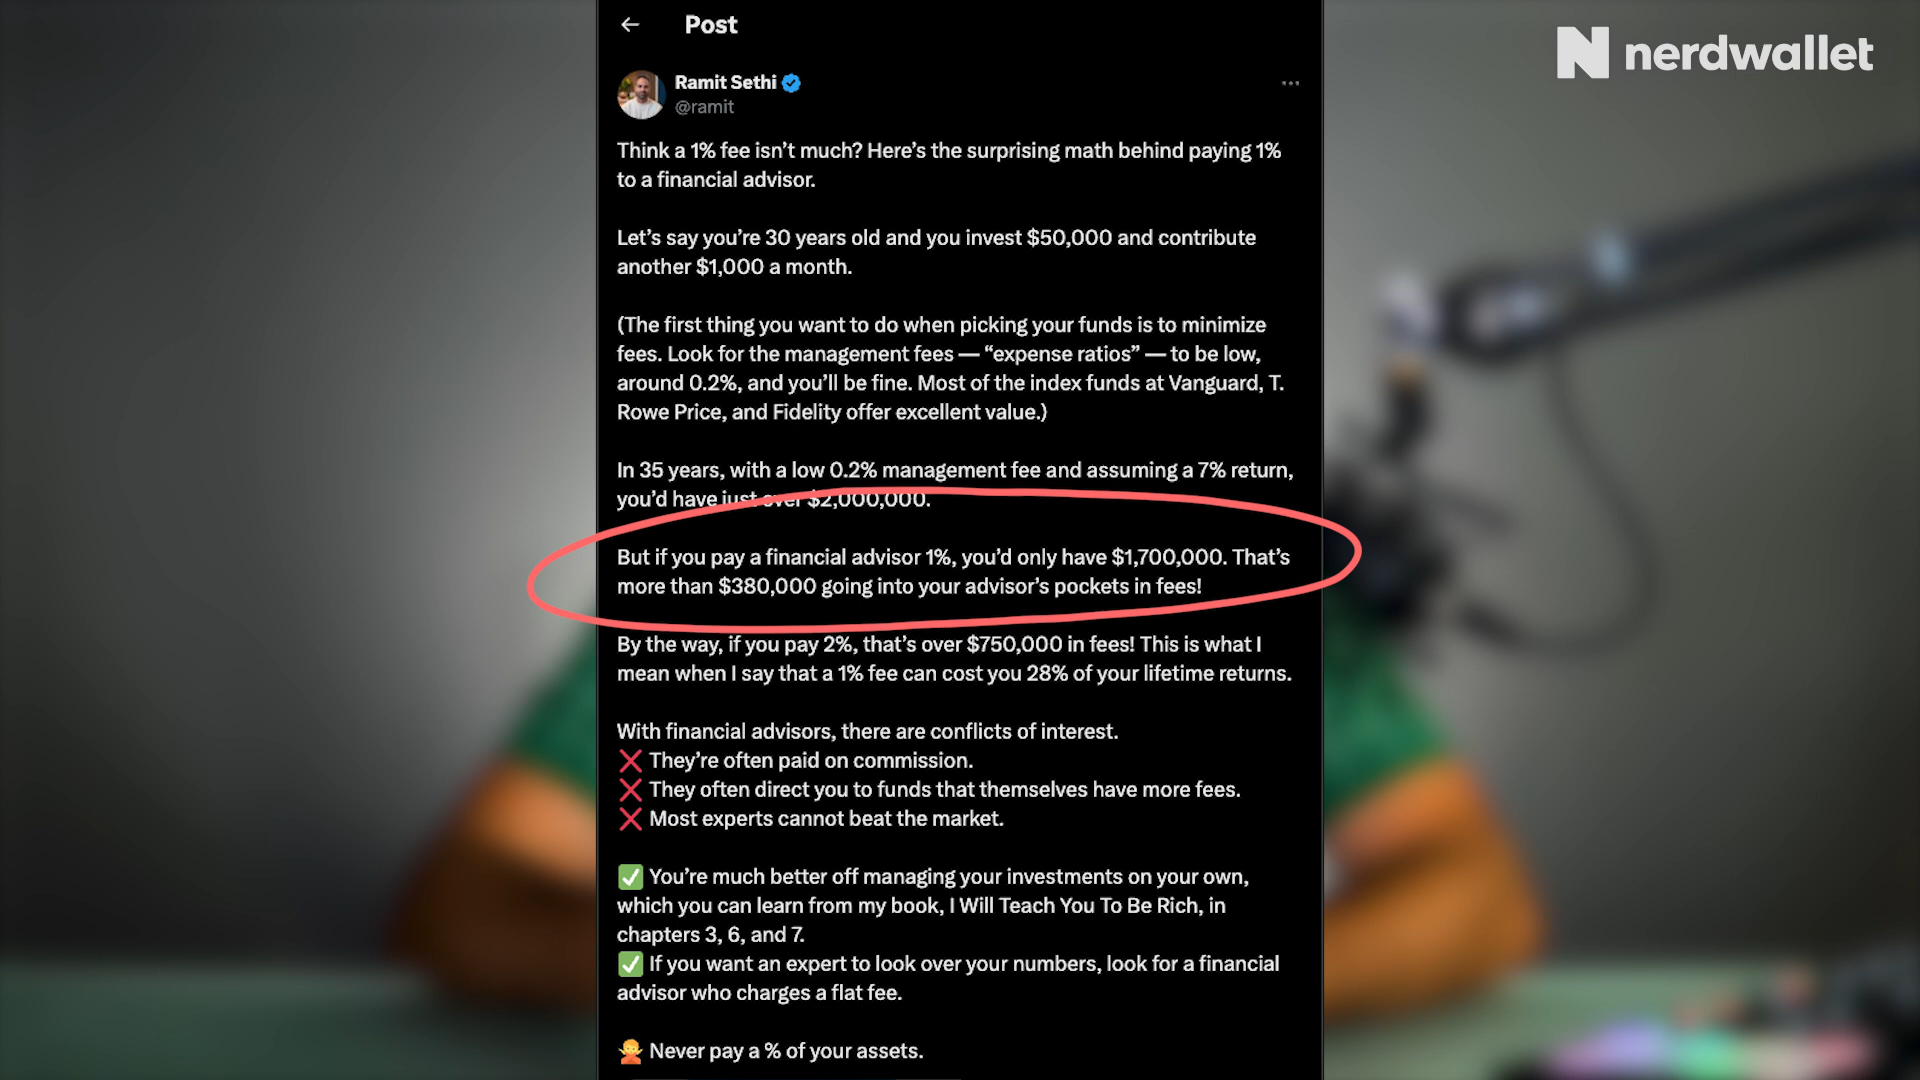 Post
nerdwallet
Ramit Sethi
@ramit
Think a 1% fee isn’t much? Here’s the surprising math behind paying 1%
to a financial advisor.
Let’s say you’re 30 years old and you invest $50,000 and contribute
another $1,000 a month.
(The first thing you want to do when picking your funds is to minimize
fees. Look for the management fees — “expense ratios” — to be low,
around 0.2%, and you’ll be fine. Most of the index funds at Vanguard, T.
Rowe Price, and Fidelity offer excellent value.)
In 35 years, with a low 0.2% management fee and assuming a 7% return,
you’d have just over $2,000,000.
But if you pay a financial advisor 1%, you’d only have $1,700,000. That’s
more than $380,000 going into your advisor’s pockets in fees!
By the way, if you pay 2%, that’s over $750,000 in fees! This is what I
mean when I say that a 1% fee can cost you 28% of your lifetime returns.
With financial advisors, there are conflicts of interest.
❌ They’re often paid on commission.
❌ They often direct you to funds that themselves have more fees.
❌ Most experts cannot beat the market.
✅ You’re much better off managing your investments on your own,
which you can learn from my book, I Will Teach You To Be Rich, in
chapters 3, 6, and 7.
✅ If you want an expert to look over your numbers, look for a financial
advisor who charges a flat fee.
🙅 Never pay a % of your assets.